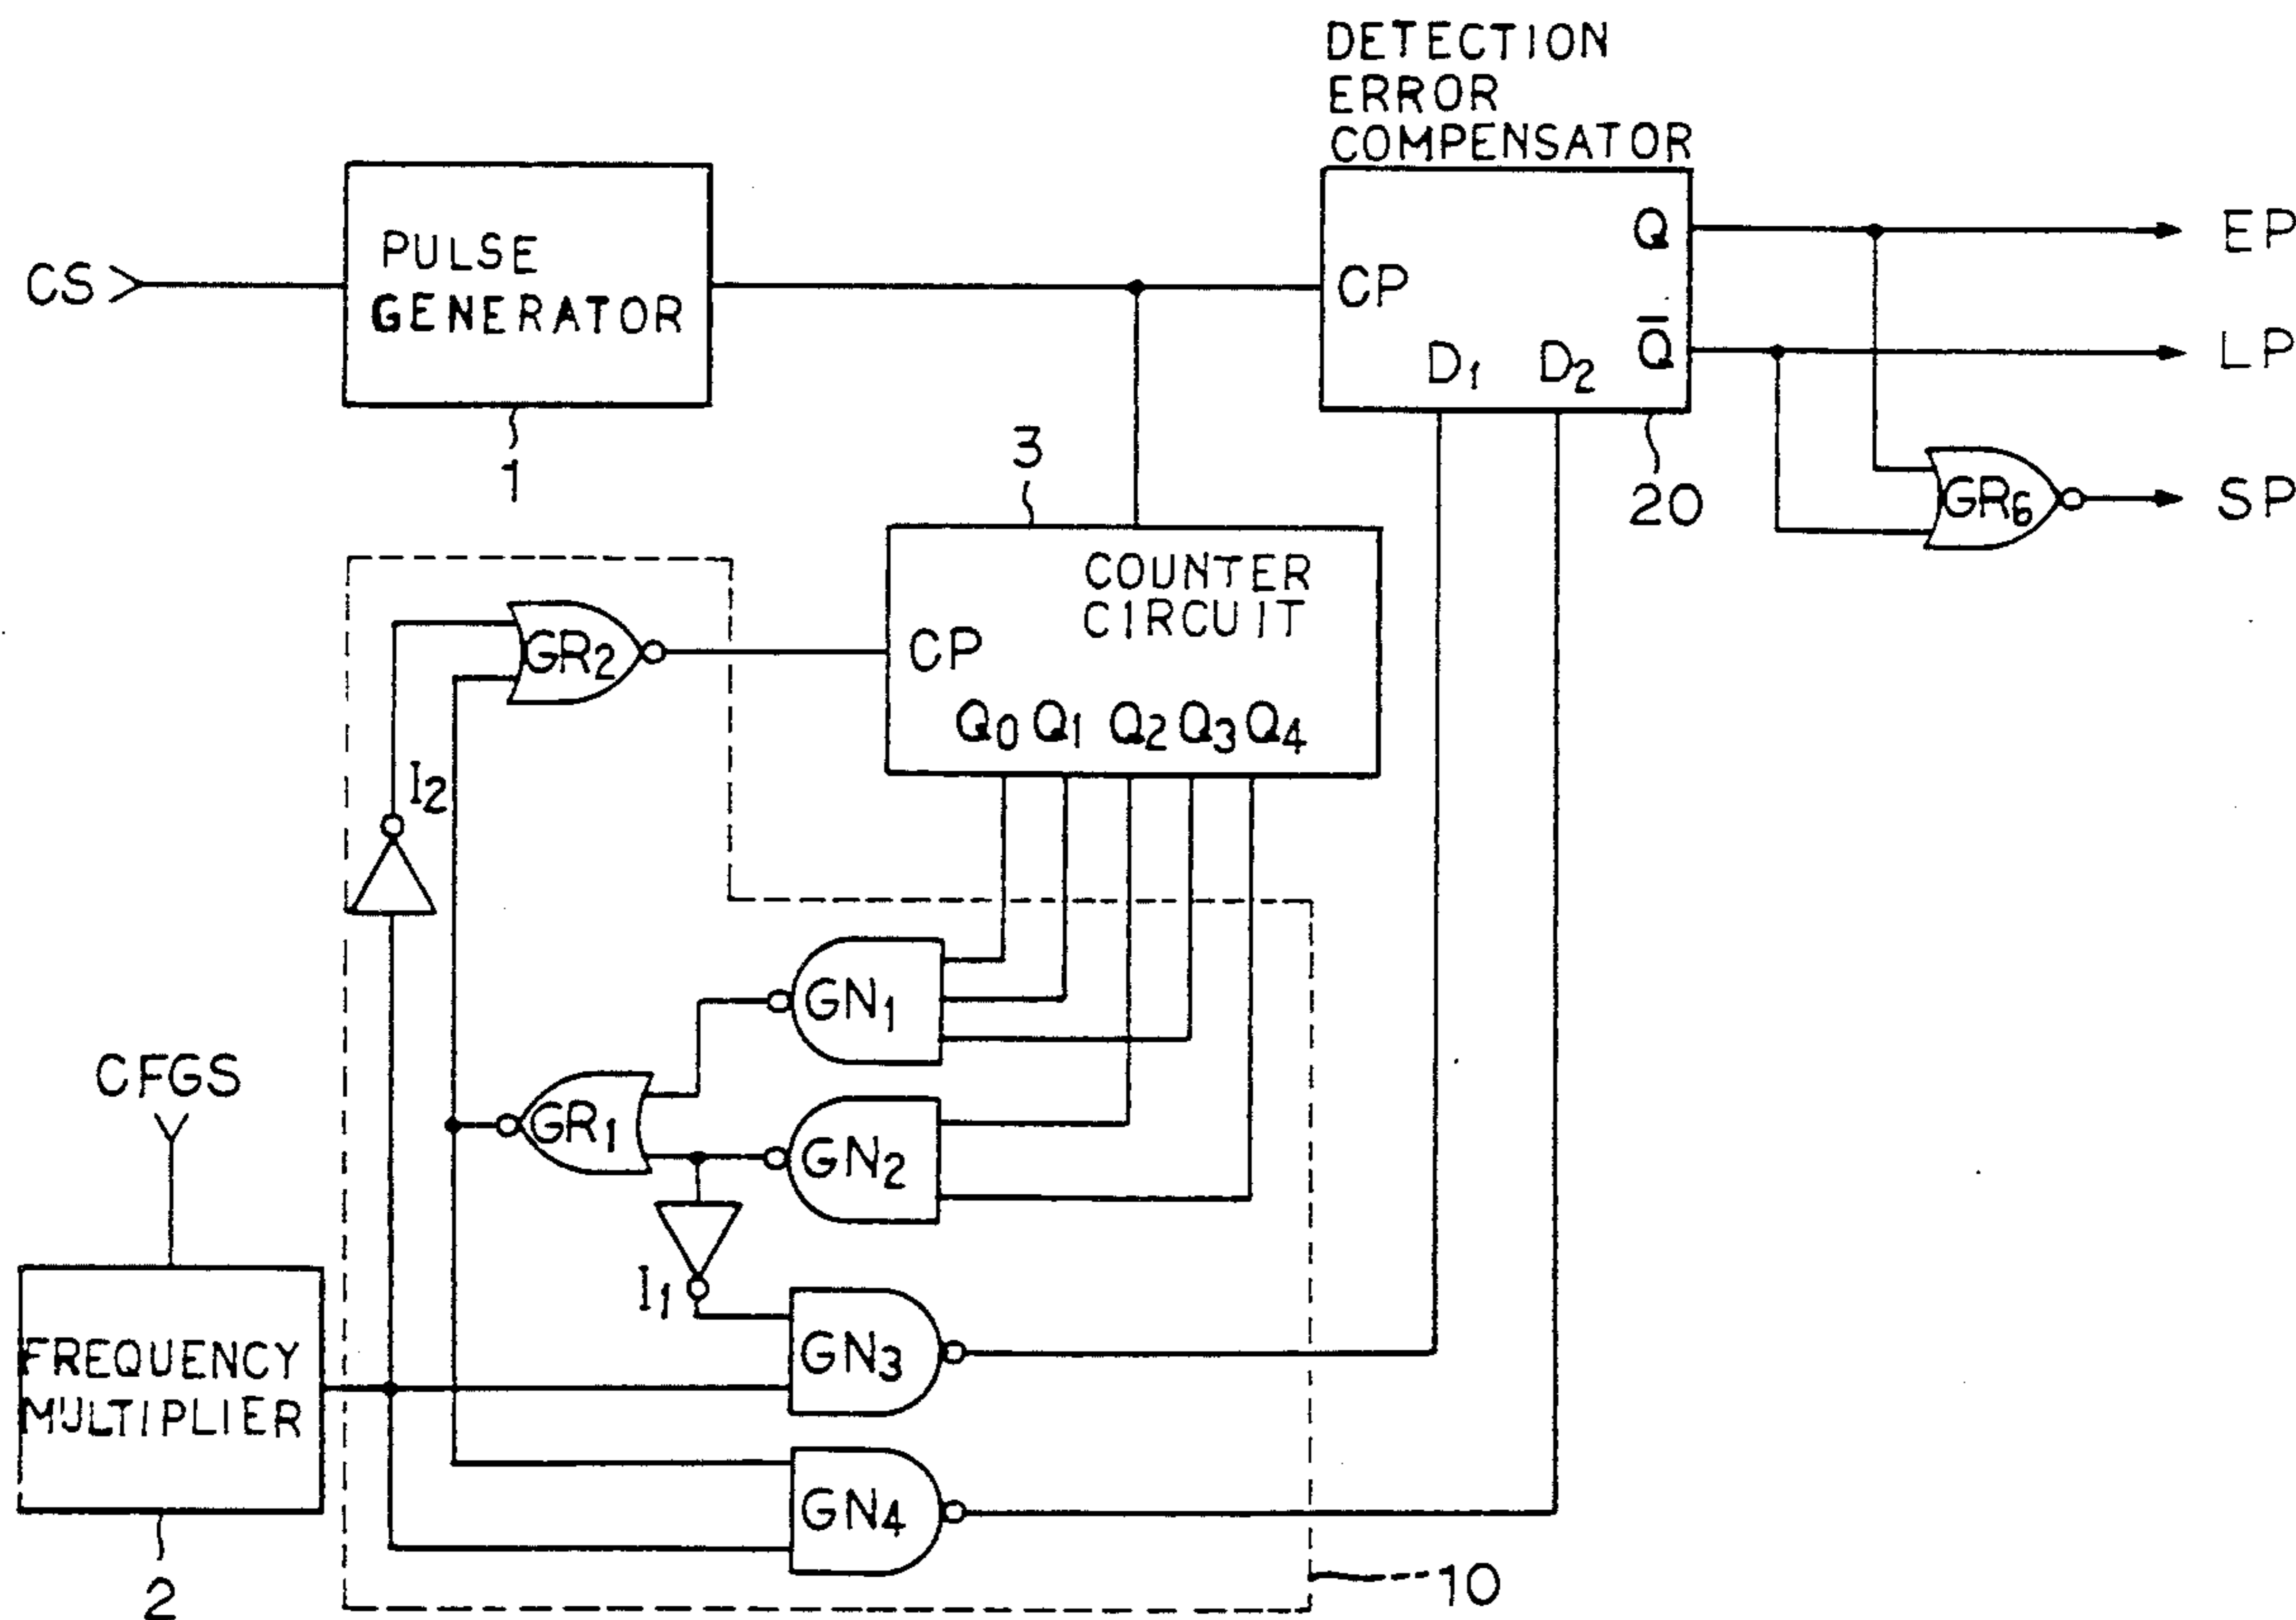 DETECTION
ERROR
COMPENSATOR
PULSE
GENERATOR
CS
CP
Q
Q̅
D1
D2
EP
LP
SP
1
3
20
GR6
COUNTER
CIRCUIT
CP
Q0 Q1 Q2 Q3 Q4
GR2
I2
GN1
CFGS
GR1
GN2
I1
GN3
FREQUENCY
MULTIPLIER
GN4
2
10